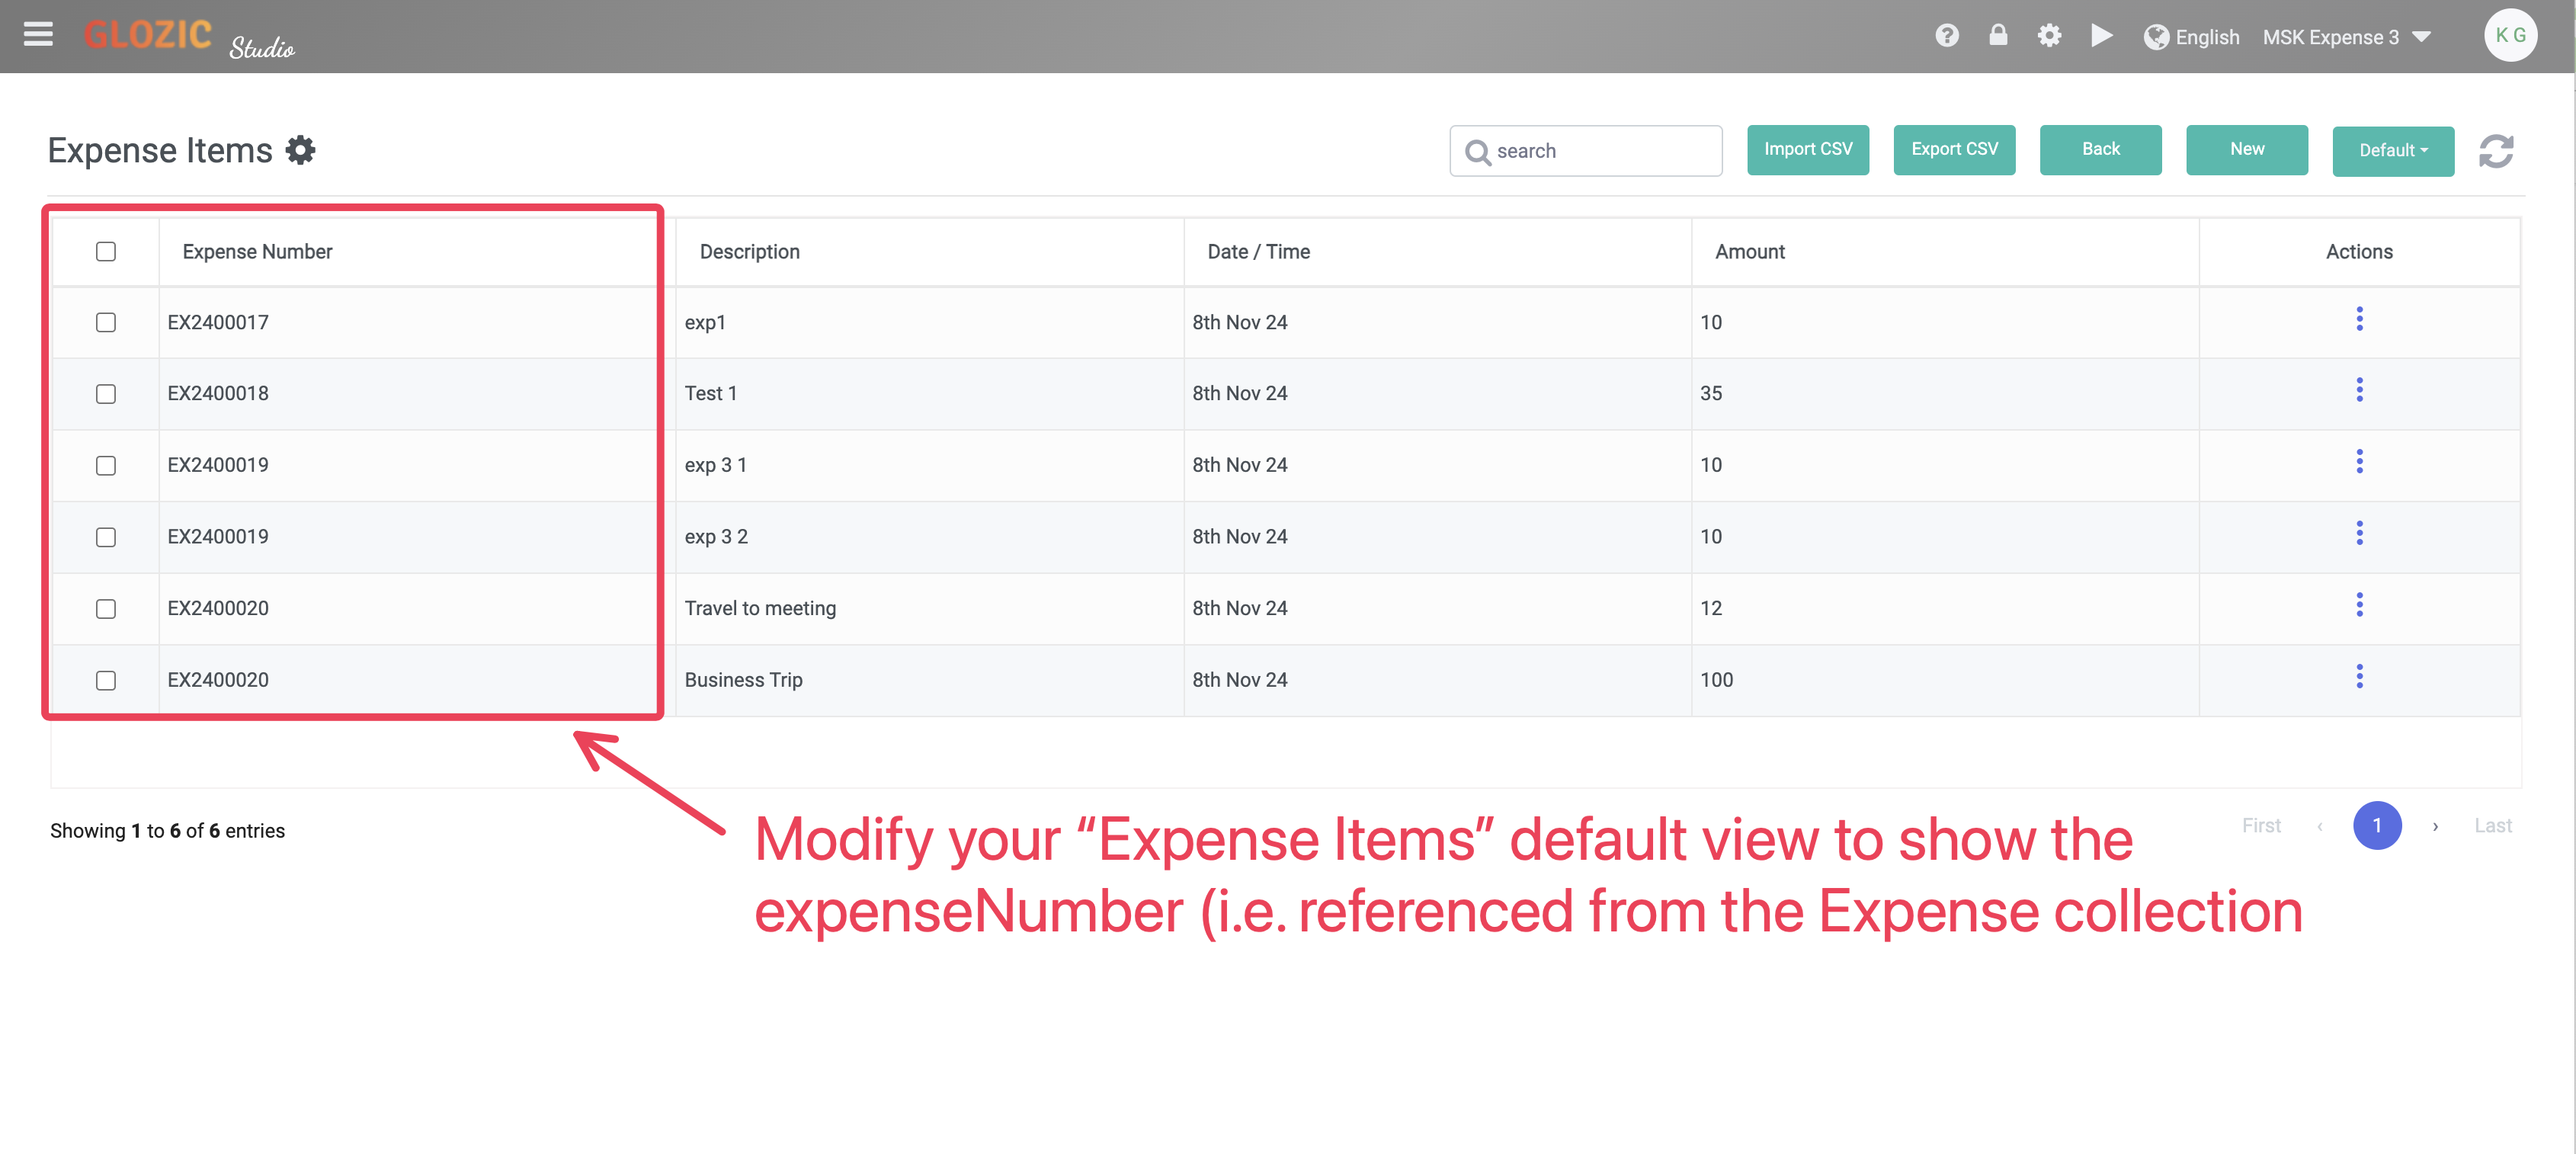 GLOZIC Studio
English MSK Expense 3 K G
Expense Items
search Import CSV Export CSV Back New Default
Expense Number Description Date / Time Amount Actions
EX2400017 exp1 8th Nov 24 10
EX2400018 Test 1 8th Nov 24 35
EX2400019 exp 3 1 8th Nov 24 10
EX2400019 exp 3 2 8th Nov 24 10
EX2400020 Travel to meeting 8th Nov 24 12
EX2400020 Business Trip 8th Nov 24 100
Showing 1 to 6 of 6 entries
First ‹ 1 › Last
Modify your “Expense Items” default view to show the
expenseNumber (i.e. referenced from the Expense collection